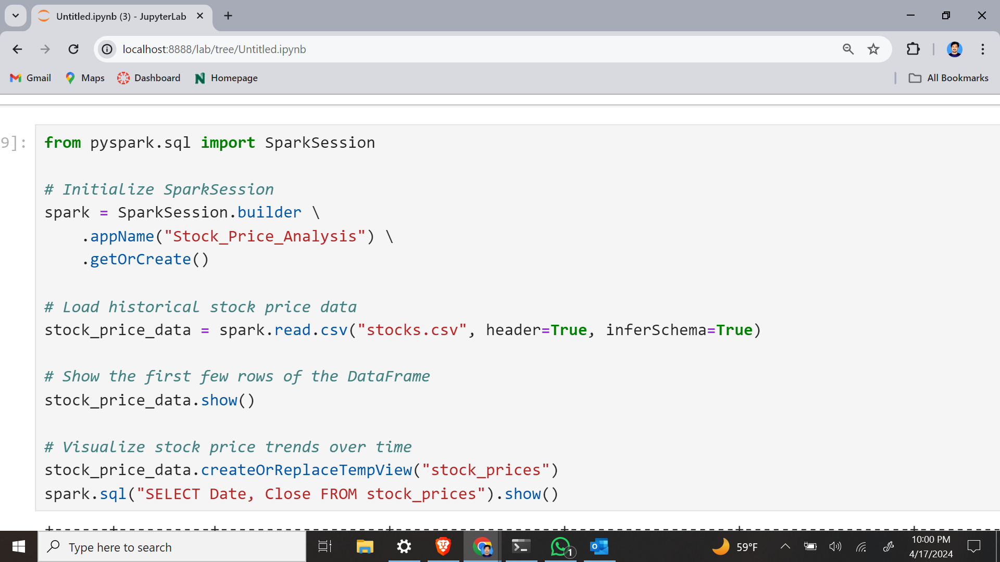 Untitled.ipynb (3) - JupyterLab
localhost:8888/lab/tree/Untitled.ipynb
Gmail
Maps
Dashboard
Homepage
All Bookmarks
9]:
from pyspark.sql import SparkSession
# Initialize SparkSession
spark = SparkSession.builder \
    .appName("Stock_Price_Analysis") \
    .getOrCreate()
# Load historical stock price data
stock_price_data = spark.read.csv("stocks.csv", header=True, inferSchema=True)
# Show the first few rows of the DataFrame
stock_price_data.show()
# Visualize stock price trends over time
stock_price_data.createOrReplaceTempView("stock_prices")
spark.sql("SELECT Date, Close FROM stock_prices").show()
Type here to search
1
59°F
10:00 PM
4/17/2024